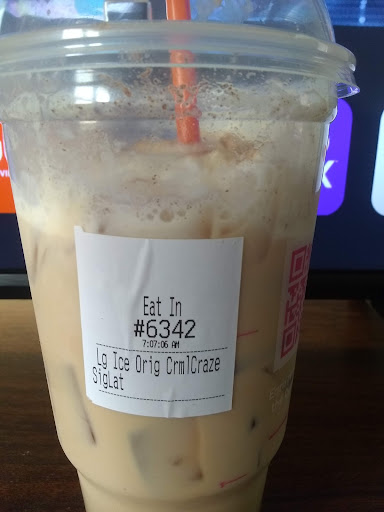 Eat In
#6342
7:07:06 AM
Lg Ice Orig CrmlCraze
SigLat